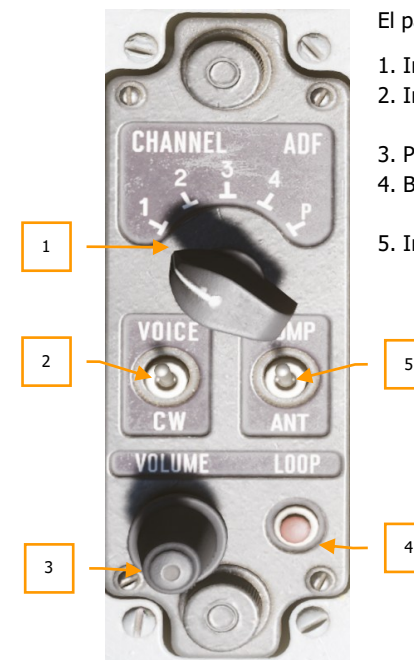 El p
1. In
2. In
3. P
4. B
5. In
CHANNEL ADF
1 2 3 4 P
1
VOICE OMP
2
5
CW ANT
VOLUME LOOP
4
3